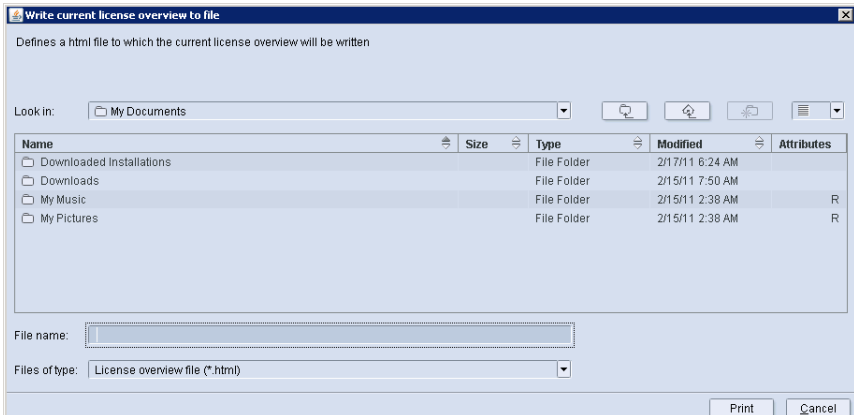 Write current license overview to file
Defines a html file to which the current license overview will be written
Look in: My Documents
Name Size Type Modified Attributes
Downloaded Installations File Folder 2/17/11 6:24 AM
Downloads File Folder 2/15/11 7:50 AM
My Music File Folder 2/15/11 2:38 AM R
My Pictures File Folder 2/15/11 2:38 AM R
File name:
Files of type: License overview file (*.html)
Print Cancel